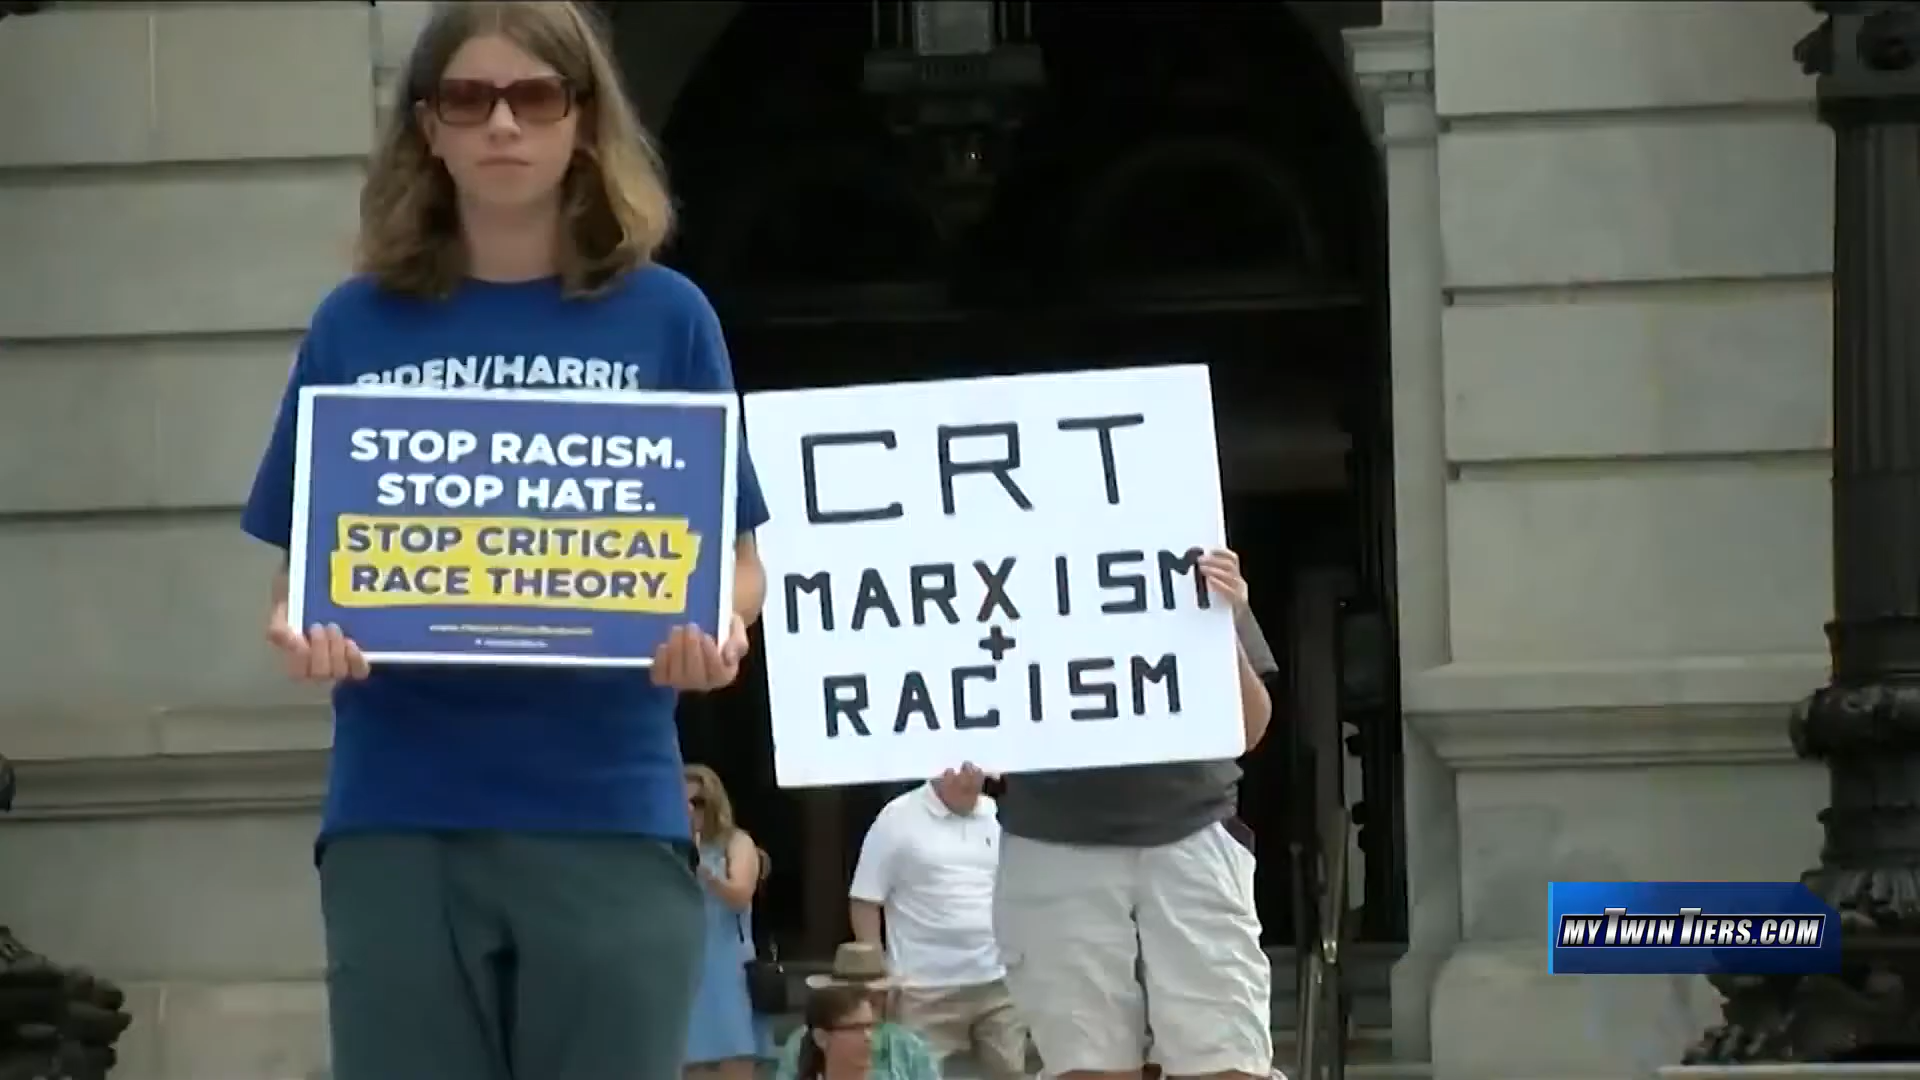 BIDEN/HARRIS
STOP RACISM.
STOP HATE.
STOP CRITICAL
RACE THEORY.
CRT
MARXISM
+
RACISM
MYTWINTIERS.COM